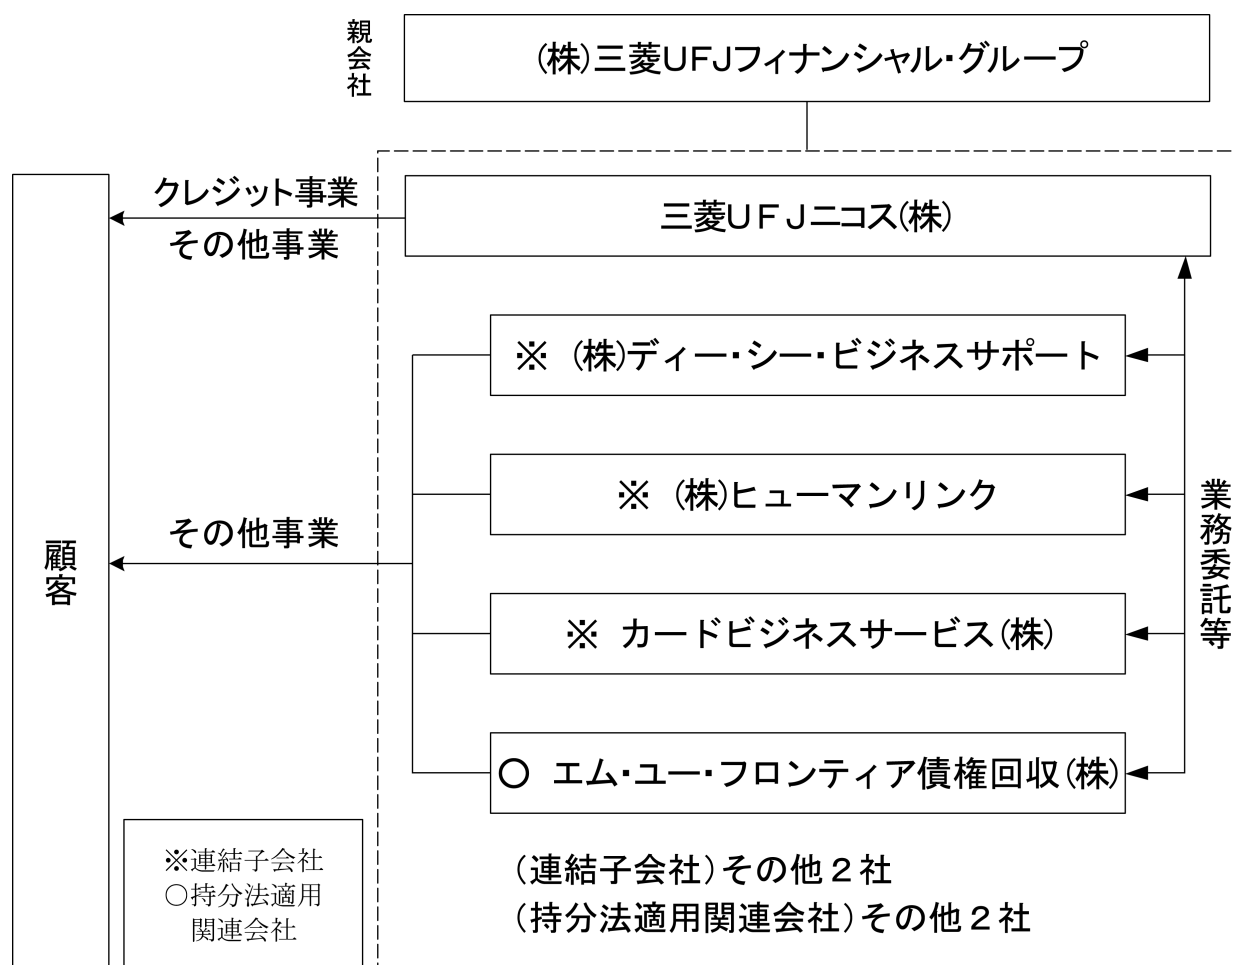 親会社
(株)三菱UFJフィナンシャル・グループ
クレジット事業
その他事業
三菱UFJニコス(株)
※ (株)ディー・シー・ビジネスサポート
※ (株)ヒューマンリンク
その他事業
顧客
業務委託等
※ カードビジネスサービス(株)
○ エム・ユー・フロンティア債権回収(株)
※連結子会社
○持分法適用
関連会社
(連結子会社)その他2社
(持分法適用関連会社)その他2社